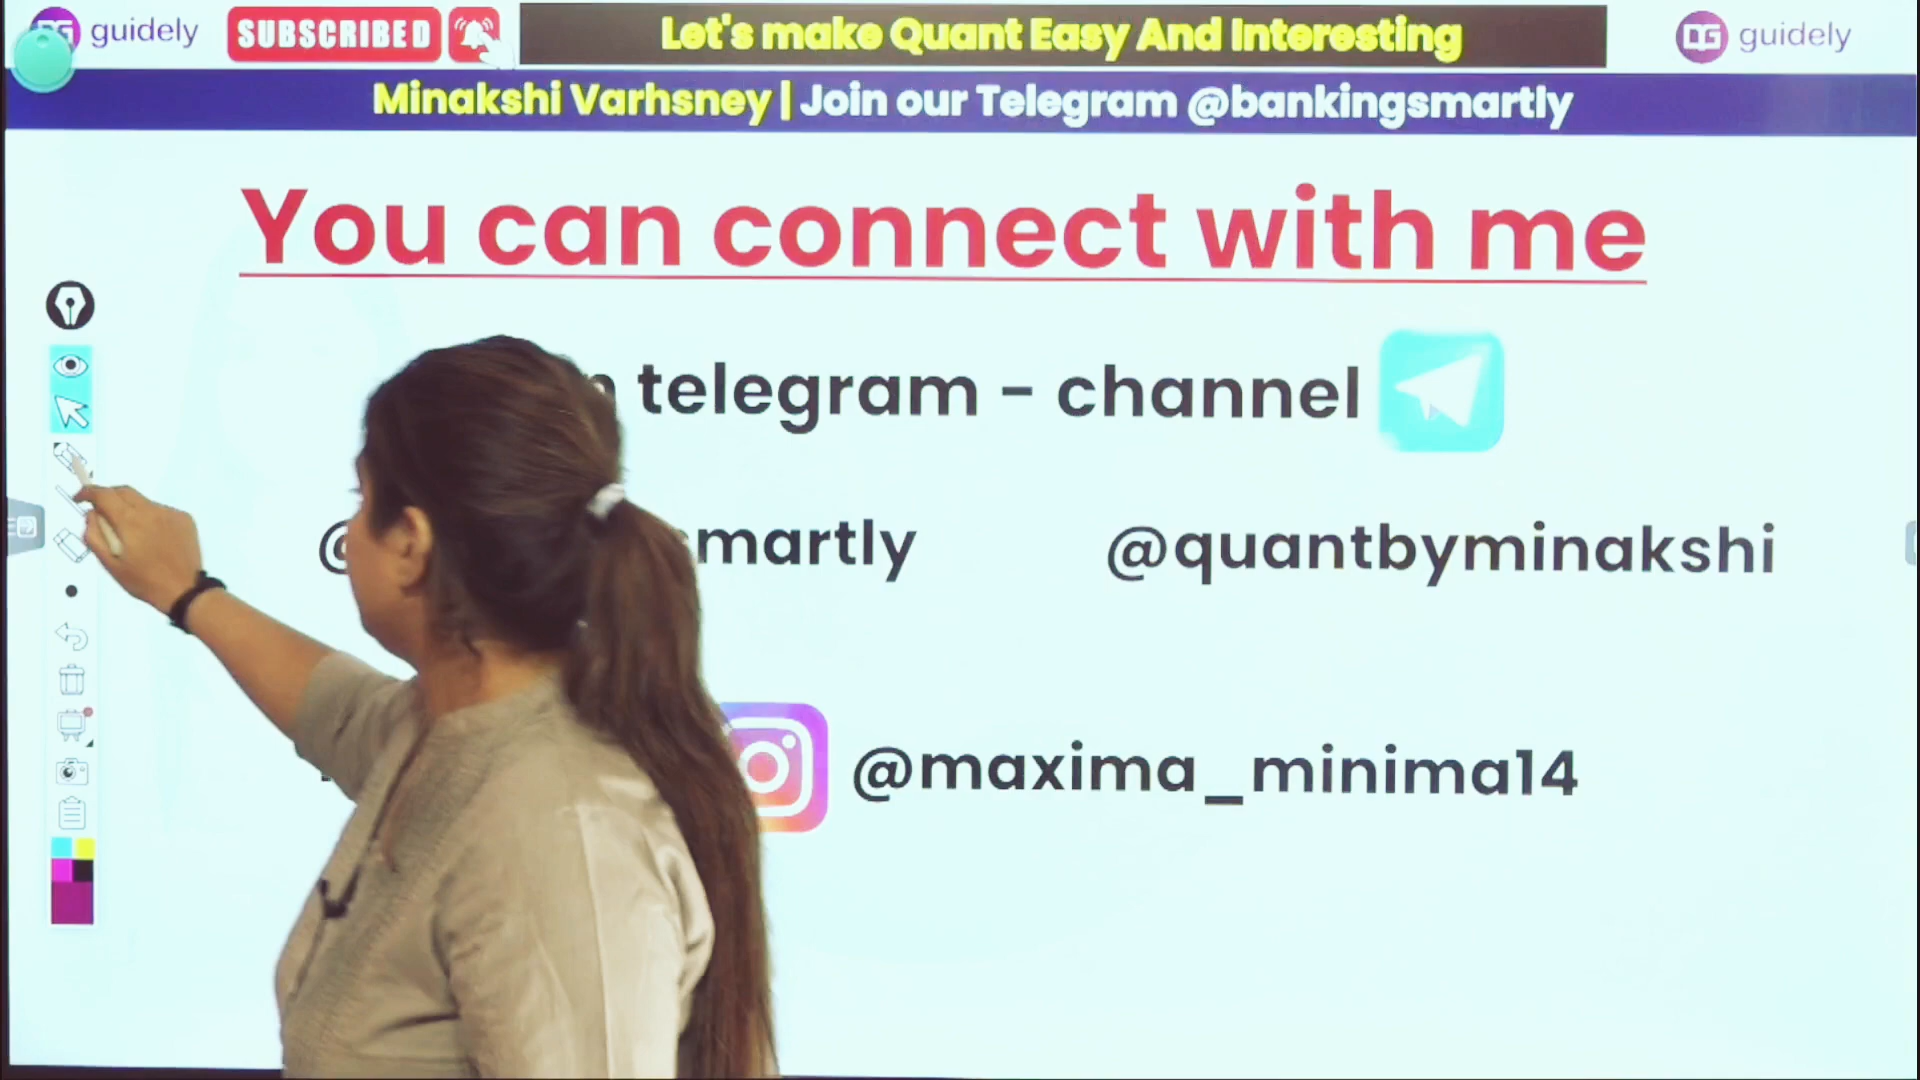 guidely SUBSCRIBED Let's make Quant Easy And Interesting guidely
Minakshi Varhsney | Join our Telegram @bankingsmartly
You can connect with me
telegram - channel
smartly @quantbyminakshi
@maxima_minima14